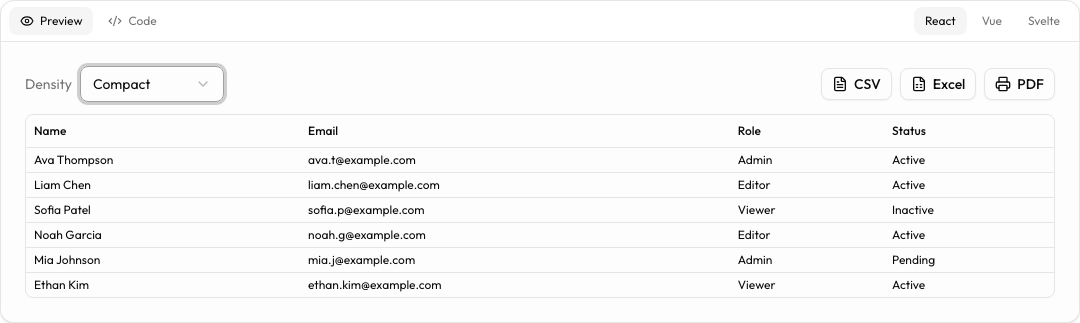 Preview Code React Vue Svelte
Density Compact CSV Excel PDF
Name Email Role Status
Ava Thompson ava.t@example.com Admin Active
Liam Chen liam.chen@example.com Editor Active
Sofia Patel sofia.p@example.com Viewer Inactive
Noah Garcia noah.g@example.com Editor Active
Mia Johnson mia.j@example.com Admin Pending
Ethan Kim ethan.kim@example.com Viewer Active